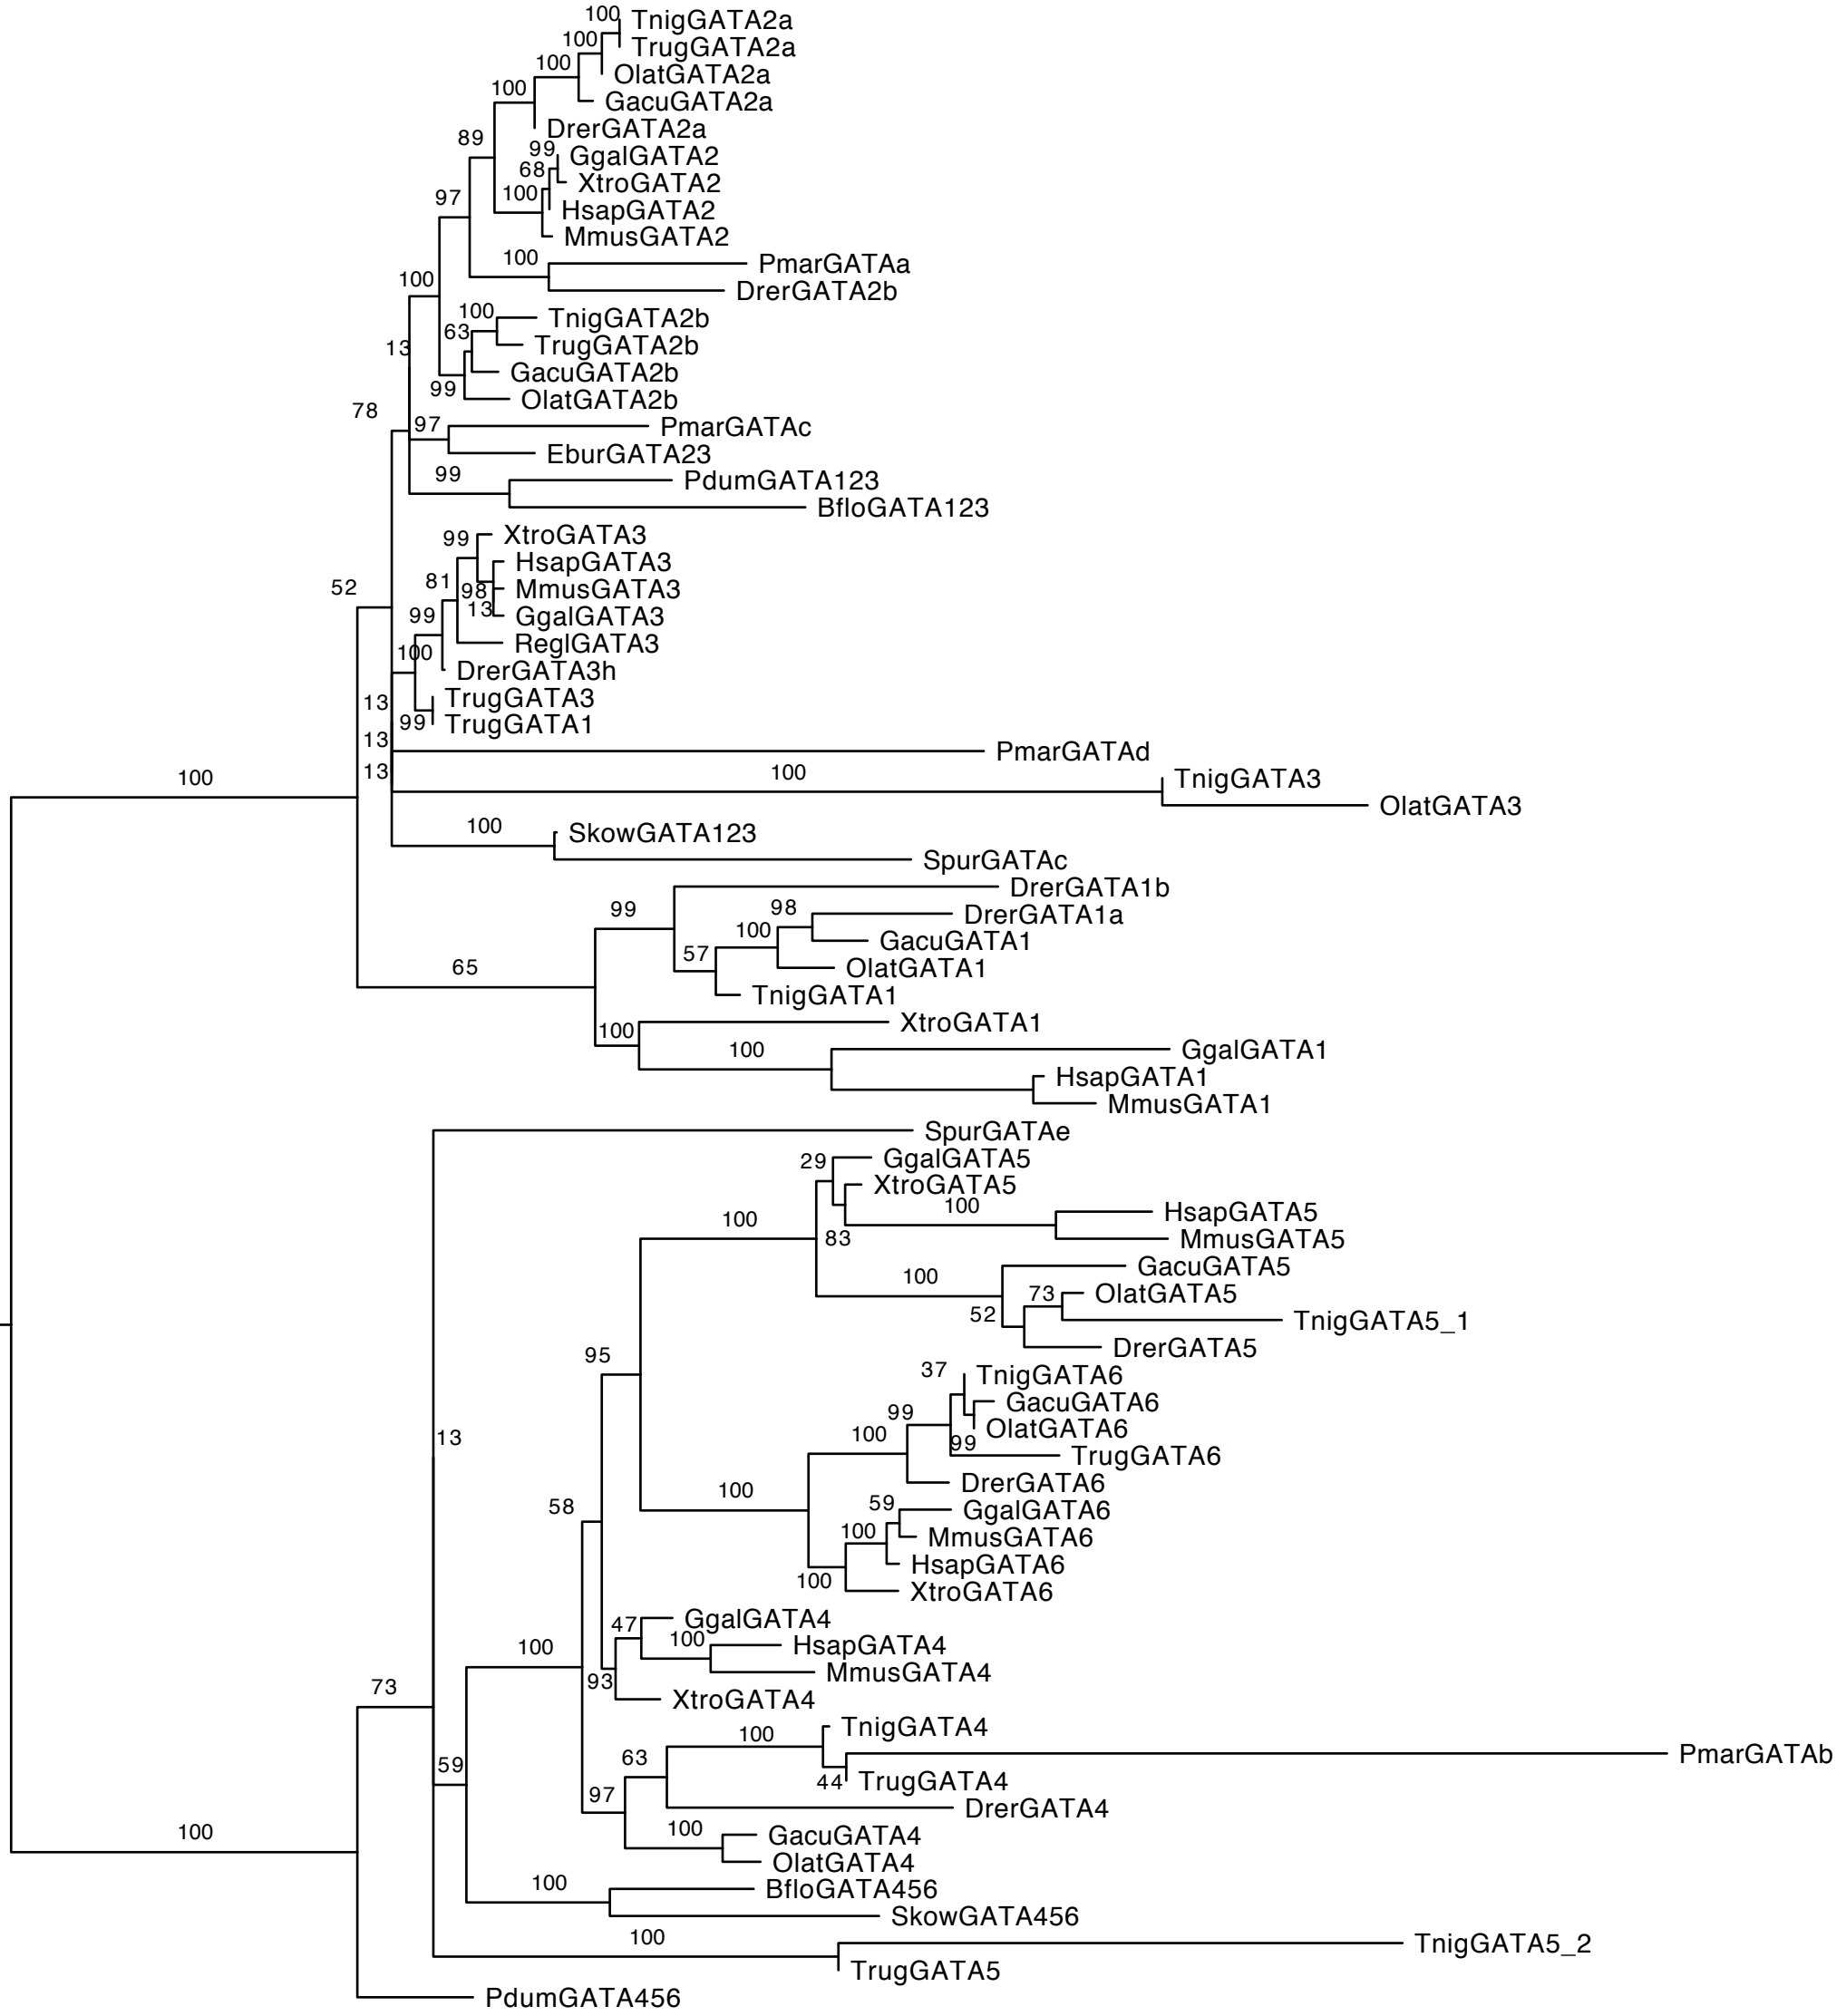 100 TnigGATA2a
100 TrugGATA2a
100 OlatGATA2a
100 GacuGATA2a
DrerGATA2a
89 99 GgalGATA2
68 XtroGATA2
97 100 HsapGATA2
MmusGATA2
100 PmarGATAa
100 DrerGATA2b
100 TnigGATA2b
63 TrugGATA2b
13 GacuGATA2b
99 OlatGATA2b
78 97 PmarGATAc
EburGATA23
99 PdumGATA123
BfloGATA123
99 XtroGATA3
HsapGATA3
52 81 98 MmusGATA3
13 GgalGATA3
99 ReglGATA3
100 DrerGATA3h
13 TrugGATA3
99 TrugGATA1
13 PmarGATAd
100 13 100 TnigGATA3
OlatGATA3
100 SkowGATA123
SpurGATAc
DrerGATA1b
99 98 DrerGATA1a
100 GacuGATA1
65 57 OlatGATA1
TnigGATA1
100 XtroGATA1
100 GgalGATA1
HsapGATA1
MmusGATA1
SpurGATAe
29 GgalGATA5
XtroGATA5
100 100 HsapGATA5
83 MmusGATA5
100 GacuGATA5
73 OlatGATA5
52 TnigGATA5_1
95 DrerGATA5
37 TnigGATA6
99 GacuGATA6
13 100 OlatGATA6
99 TrugGATA6
100 DrerGATA6
58 59 GgalGATA6
100 MmusGATA6
100 HsapGATA6
XtroGATA6
47 GgalGATA4
100 100 HsapGATA4
73 93 MmusGATA4
XtroGATA4
100 TnigGATA4
59 63 PmarGATAb
44 TrugGATA4
97 DrerGATA4
100 100 GacuGATA4
OlatGATA4
100 BfloGATA456
SkowGATA456
100 TnigGATA5_2
TrugGATA5
PdumGATA456